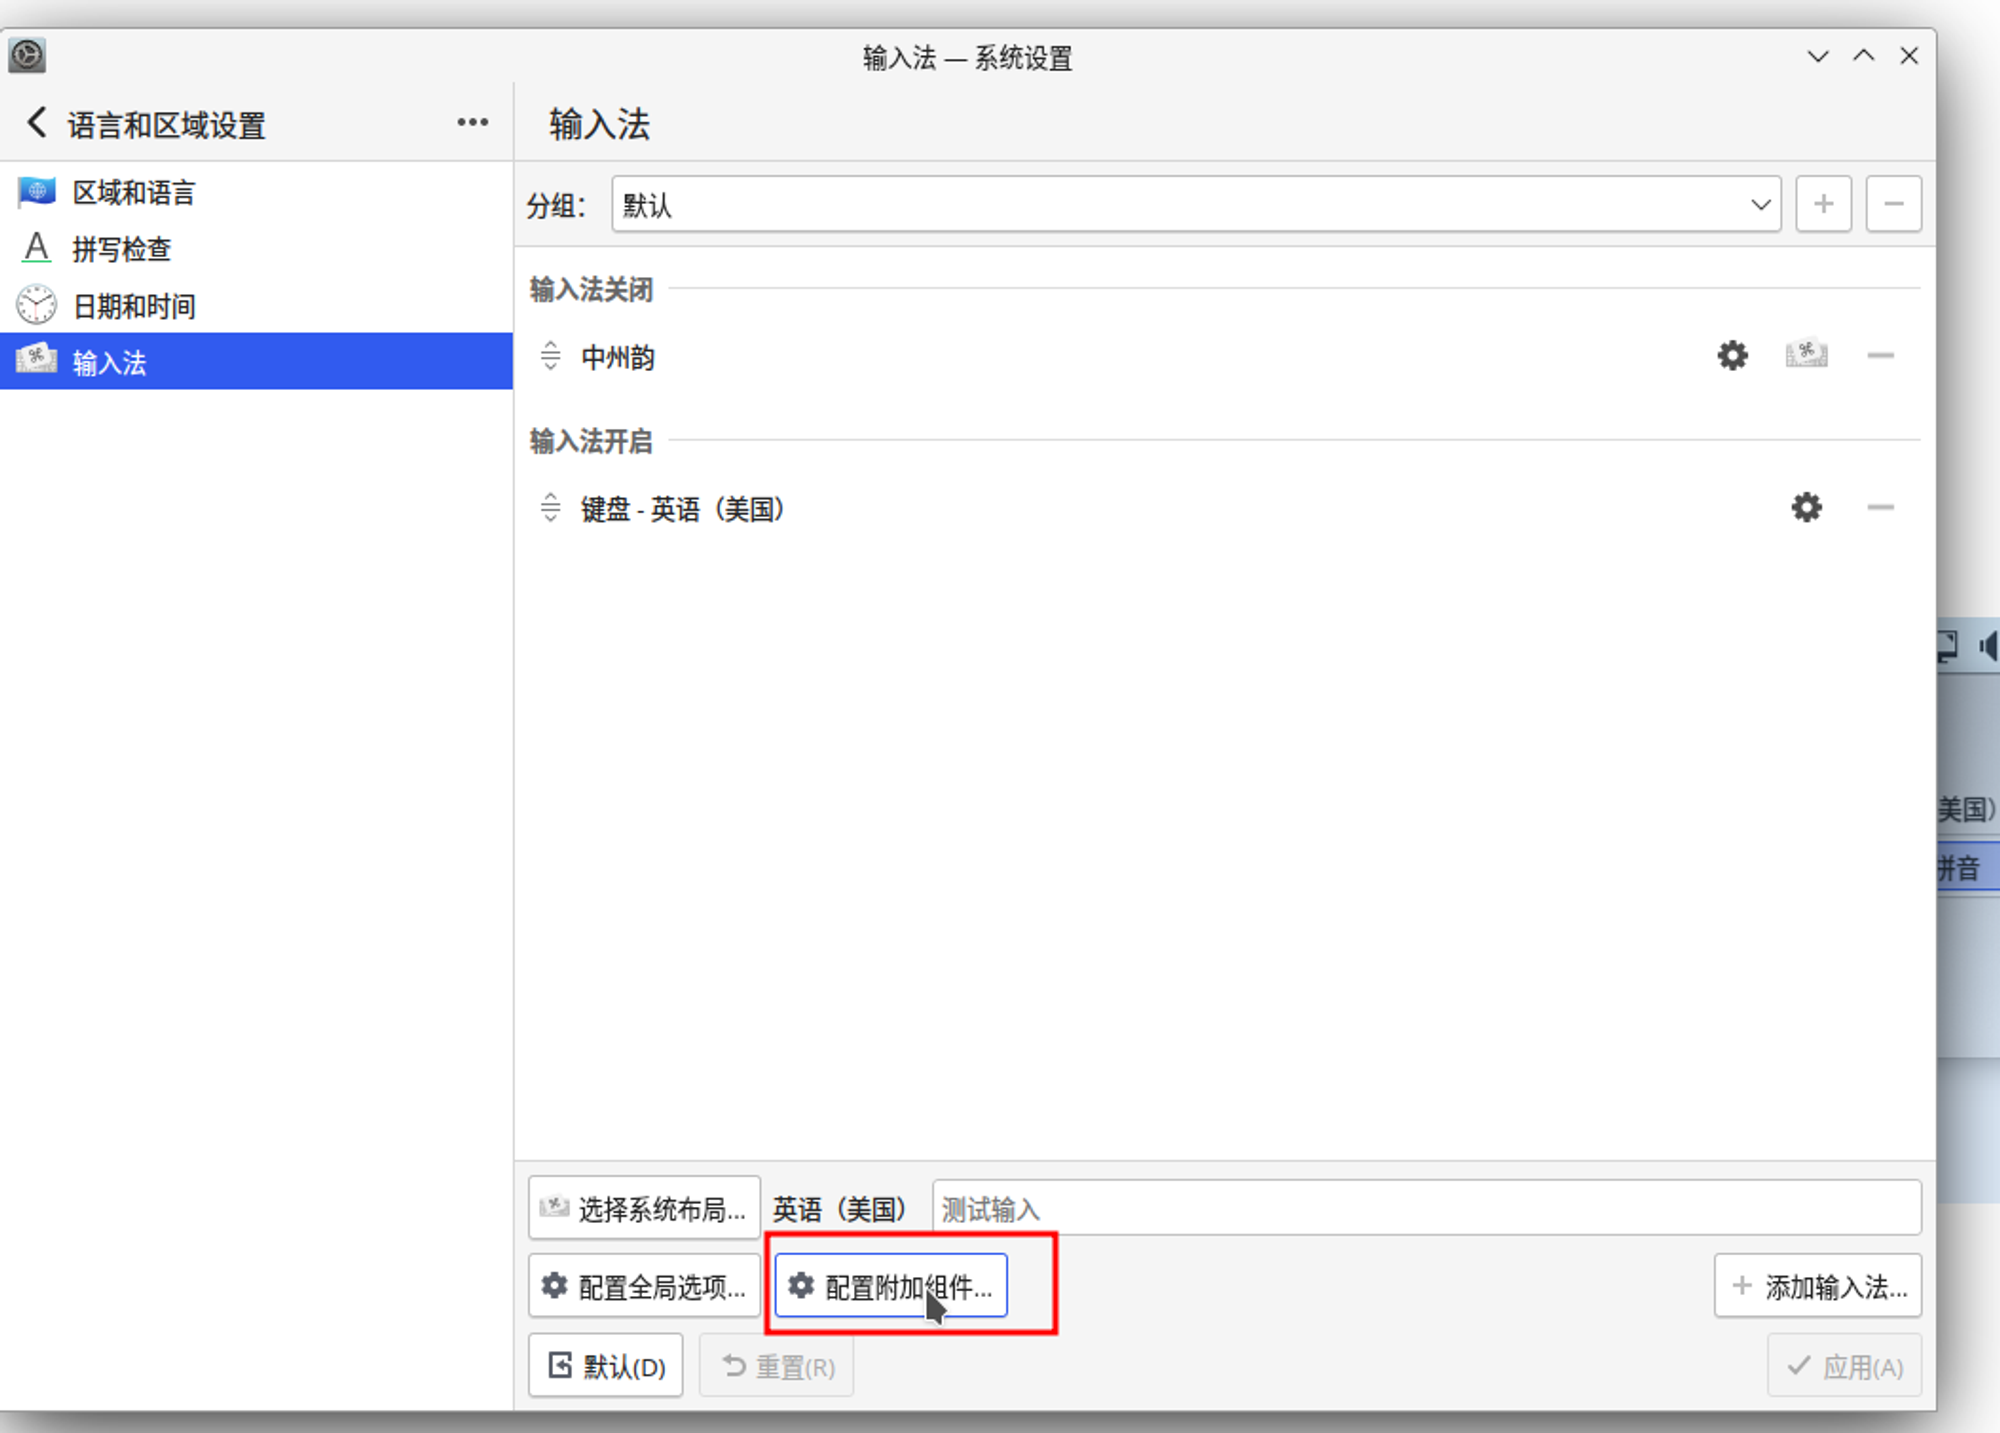 输入法 — 系统设置
语言和区域设置
输入法
区域和语言
拼写检查
日期和时间
输入法
分组：
默认
输入法关闭
中州韵
输入法开启
键盘 - 英语（美国）
美国）
拼音
选择系统布局...
英语（美国）
测试输入
配置全局选项...
配置附加组件...
添加输入法...
默认(D)
重置(R)
应用(A)